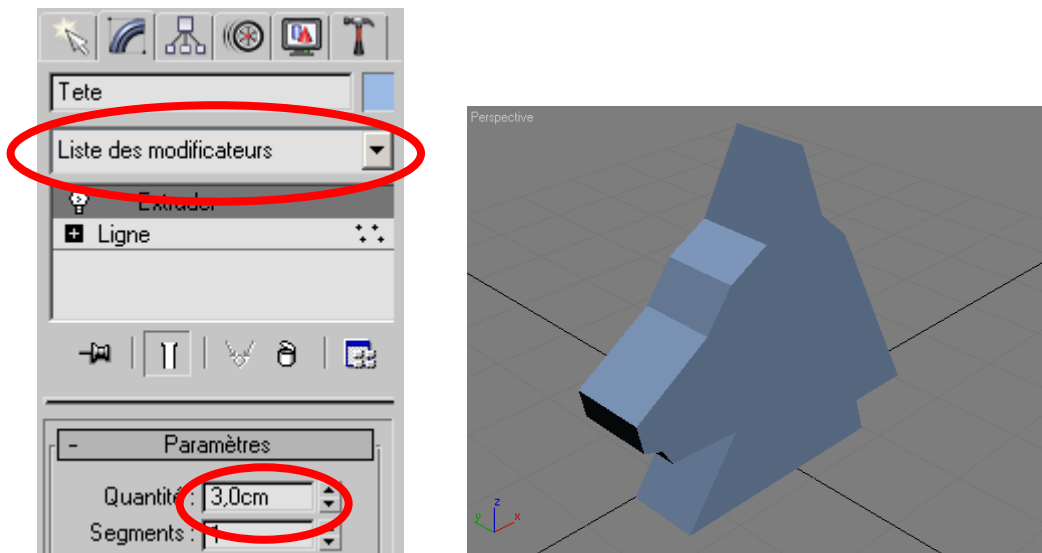 Tete
Liste des modificateurs
Extruder
Ligne
- Paramètres
Quantité : 3,0cm
Segments : 1
Perspective
z
y x